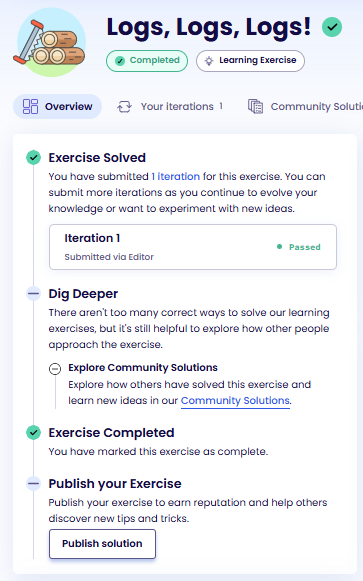 Logs, Logs, Logs!
Completed
Learning Exercise
Overview
Your iterations 1
Community
Exercise Solved
You have submitted 1 iteration for this exercise. You can
submit more iterations as you continue to evolve your
knowledge or want to experiment with new ideas.
Iteration 1
Submitted via Editor
Passed
Dig Deeper
There aren't too many correct ways to solve our learning
exercises, but it's still helpful to explore how other people
approach the exercise.
Explore Community Solutions
Explore how others have solved this exercise and
learn new ideas in our Community Solutions.
Exercise Completed
You have marked this exercise as complete.
Publish your Exercise
Publish your exercise to earn reputation and help others
discover new tips and tricks.
Publish solution